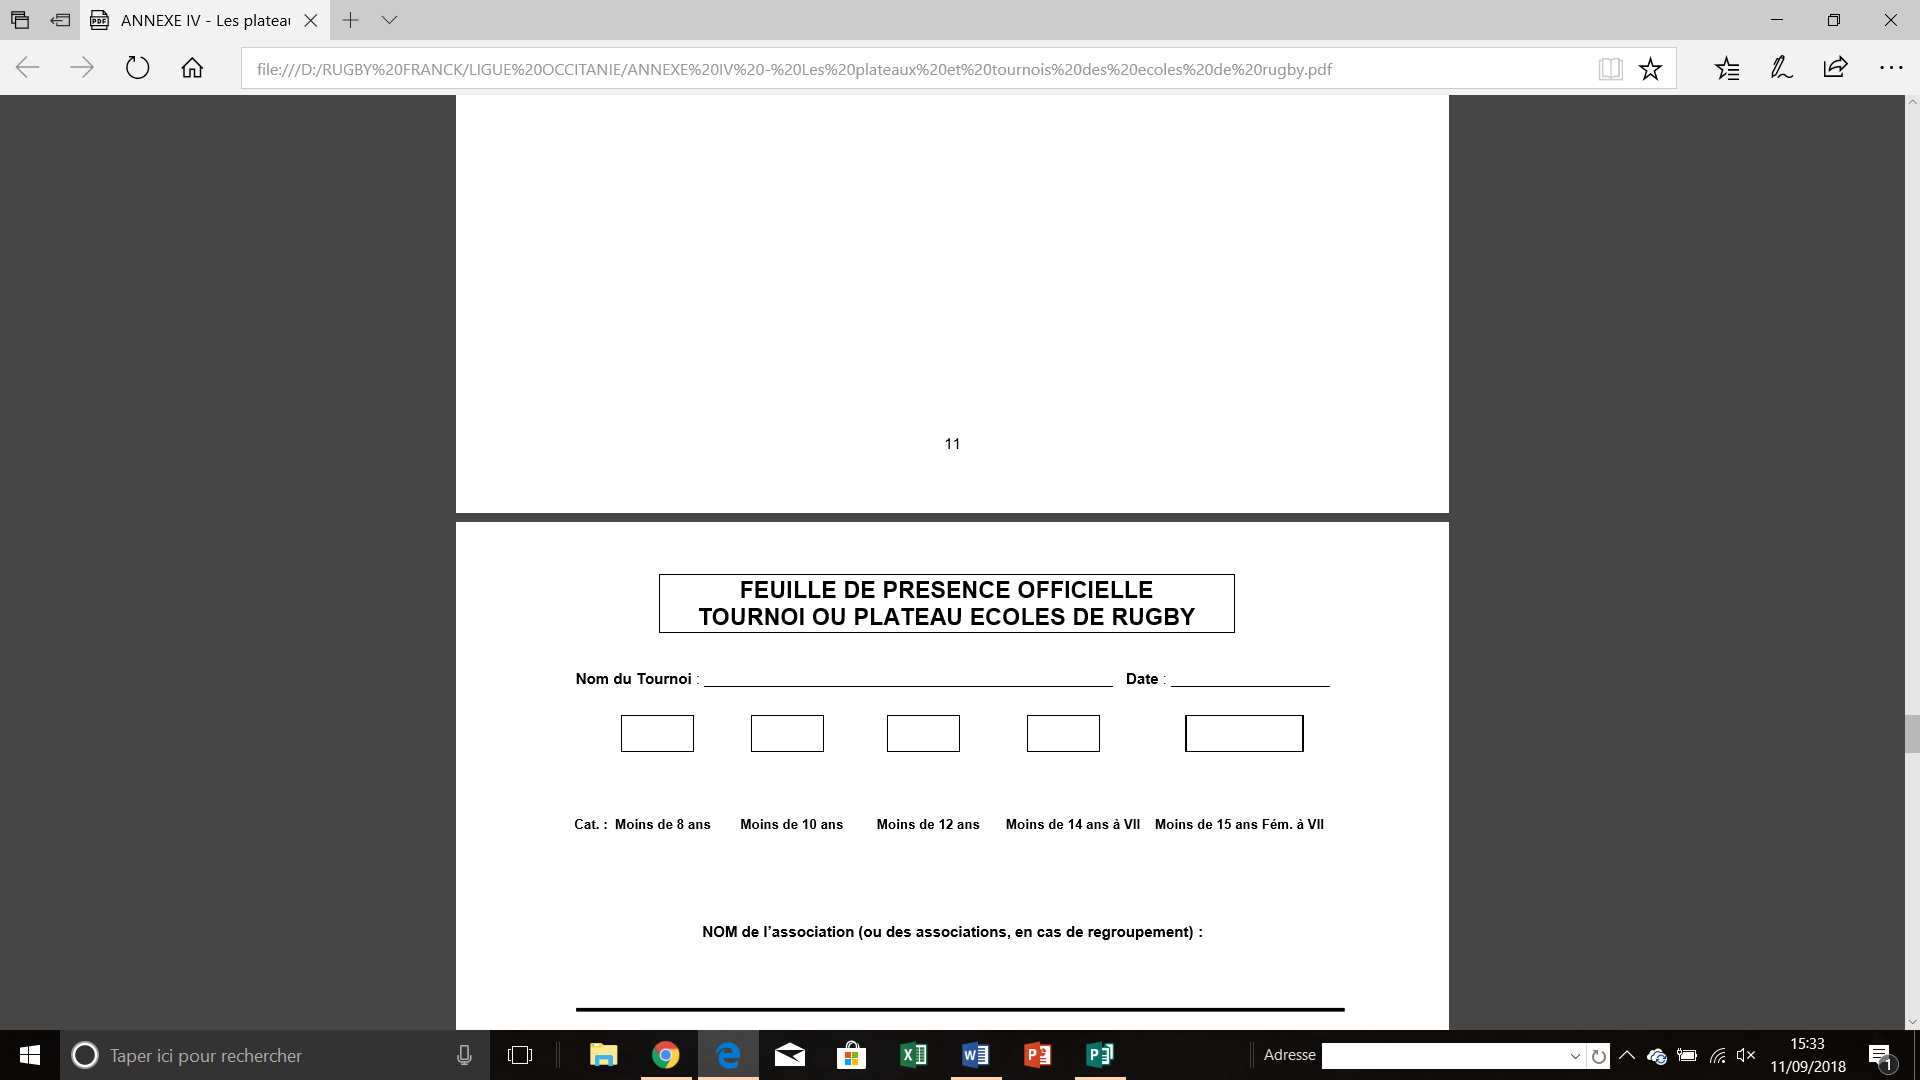 ANNEXE IV - Les plateau
file:///D:/RUGBY%20FRANCK/LIGUE%20OCCITANIE/ANNEXE%20IV%20-%20Les%20plateaux%20et%20tournois%20des%20ecoles%20de%20rugby.pdf
11
FEUILLE DE PRESENCE OFFICIELLE
TOURNOI OU PLATEAU ECOLES DE RUGBY
Nom du Tournoi : Date :
Cat. : Moins de 8 ans Moins de 10 ans Moins de 12 ans Moins de 14 ans à VII Moins de 15 ans Fém. à VII
NOM de l'association (ou des associations, en cas de regroupement) :
Taper ici pour rechercher
Adresse
15:33
11/09/2018
1